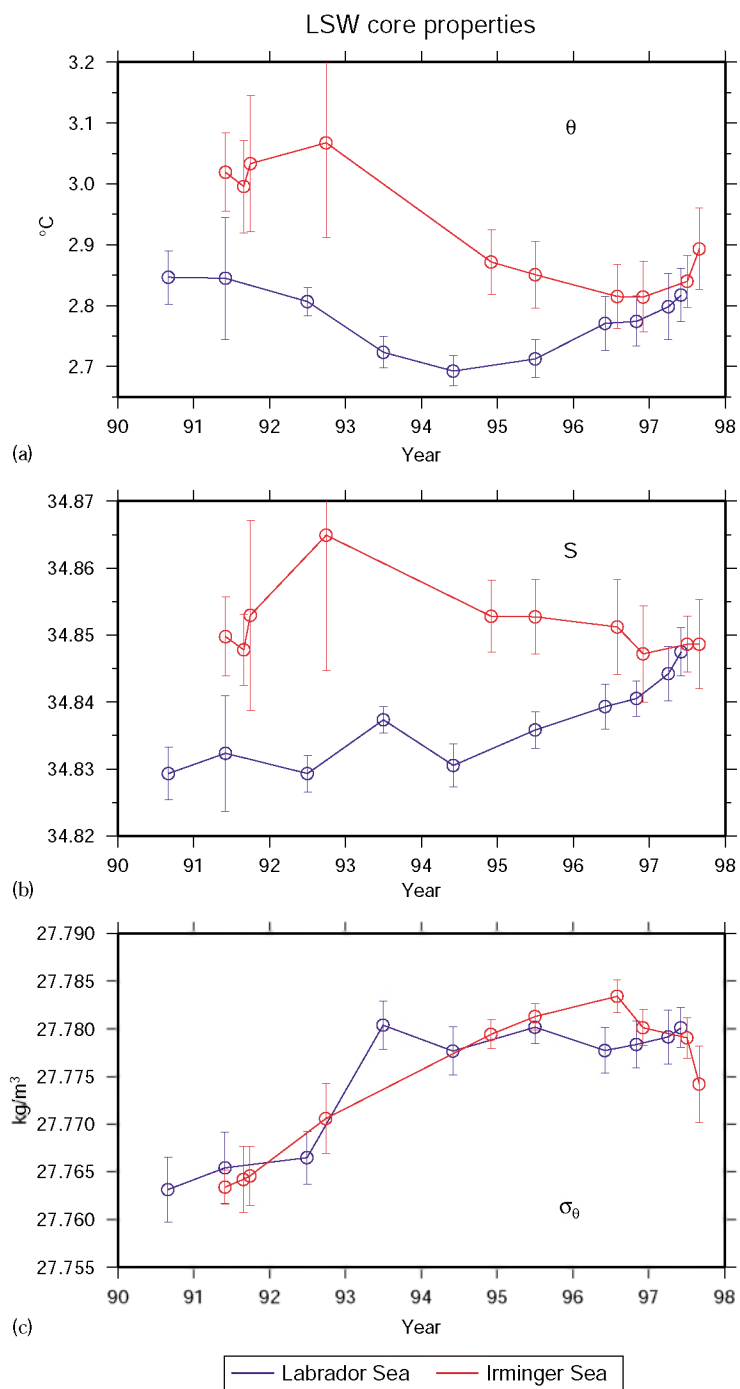 LSW core properties
3.2
3.1
3.0
2.9
2.8
2.7
°C
θ
90 91 92 93 94 95 96 97 98
Year
(a)
34.87
34.86
34.85
34.84
34.83
34.82
S
90 91 92 93 94 95 96 97 98
Year
(b)
27.790
27.785
27.780
27.775
27.770
27.765
27.760
27.755
kg/m³
σθ
90 91 92 93 94 95 96 97 98
Year
(c)
Labrador Sea Irminger Sea